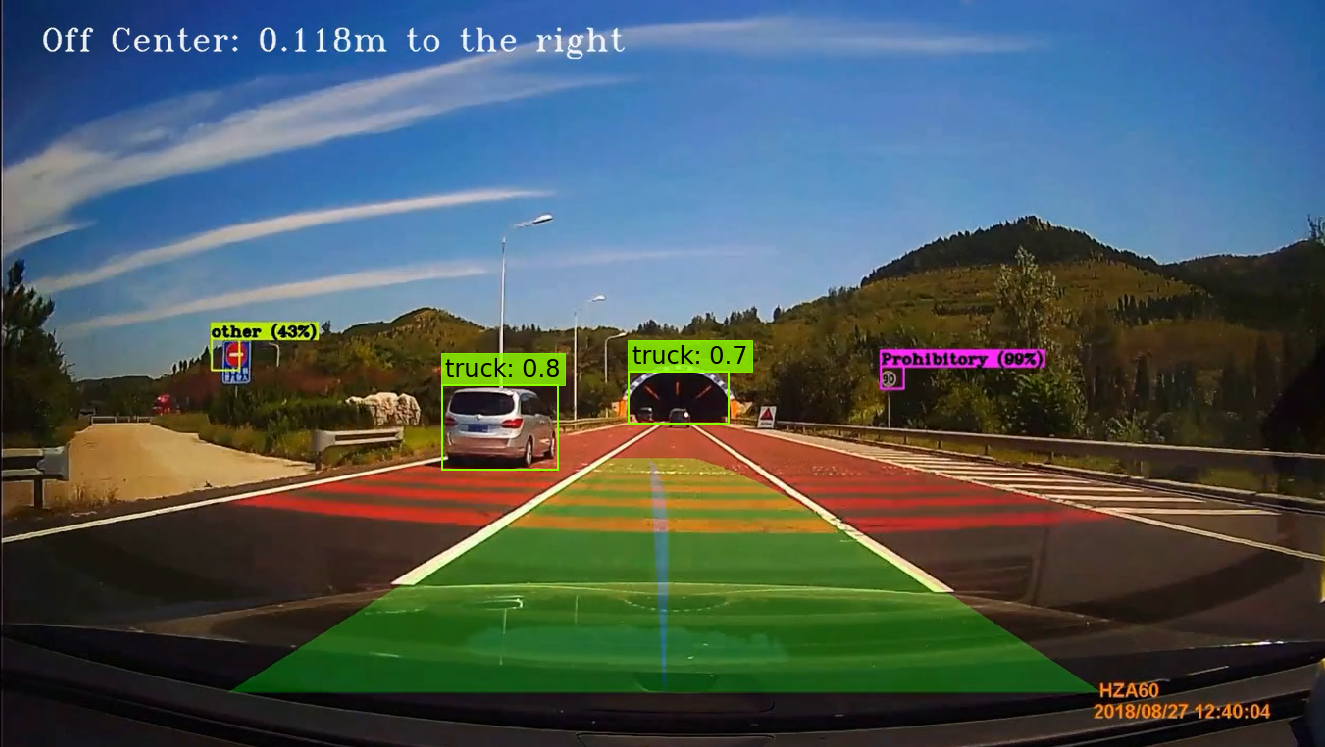 Off Center: 0.118m to the right
other (43%)
truck: 0.8
truck: 0.7
Prohibitory (99%)
HZA60
2018/08/27 12:40:04